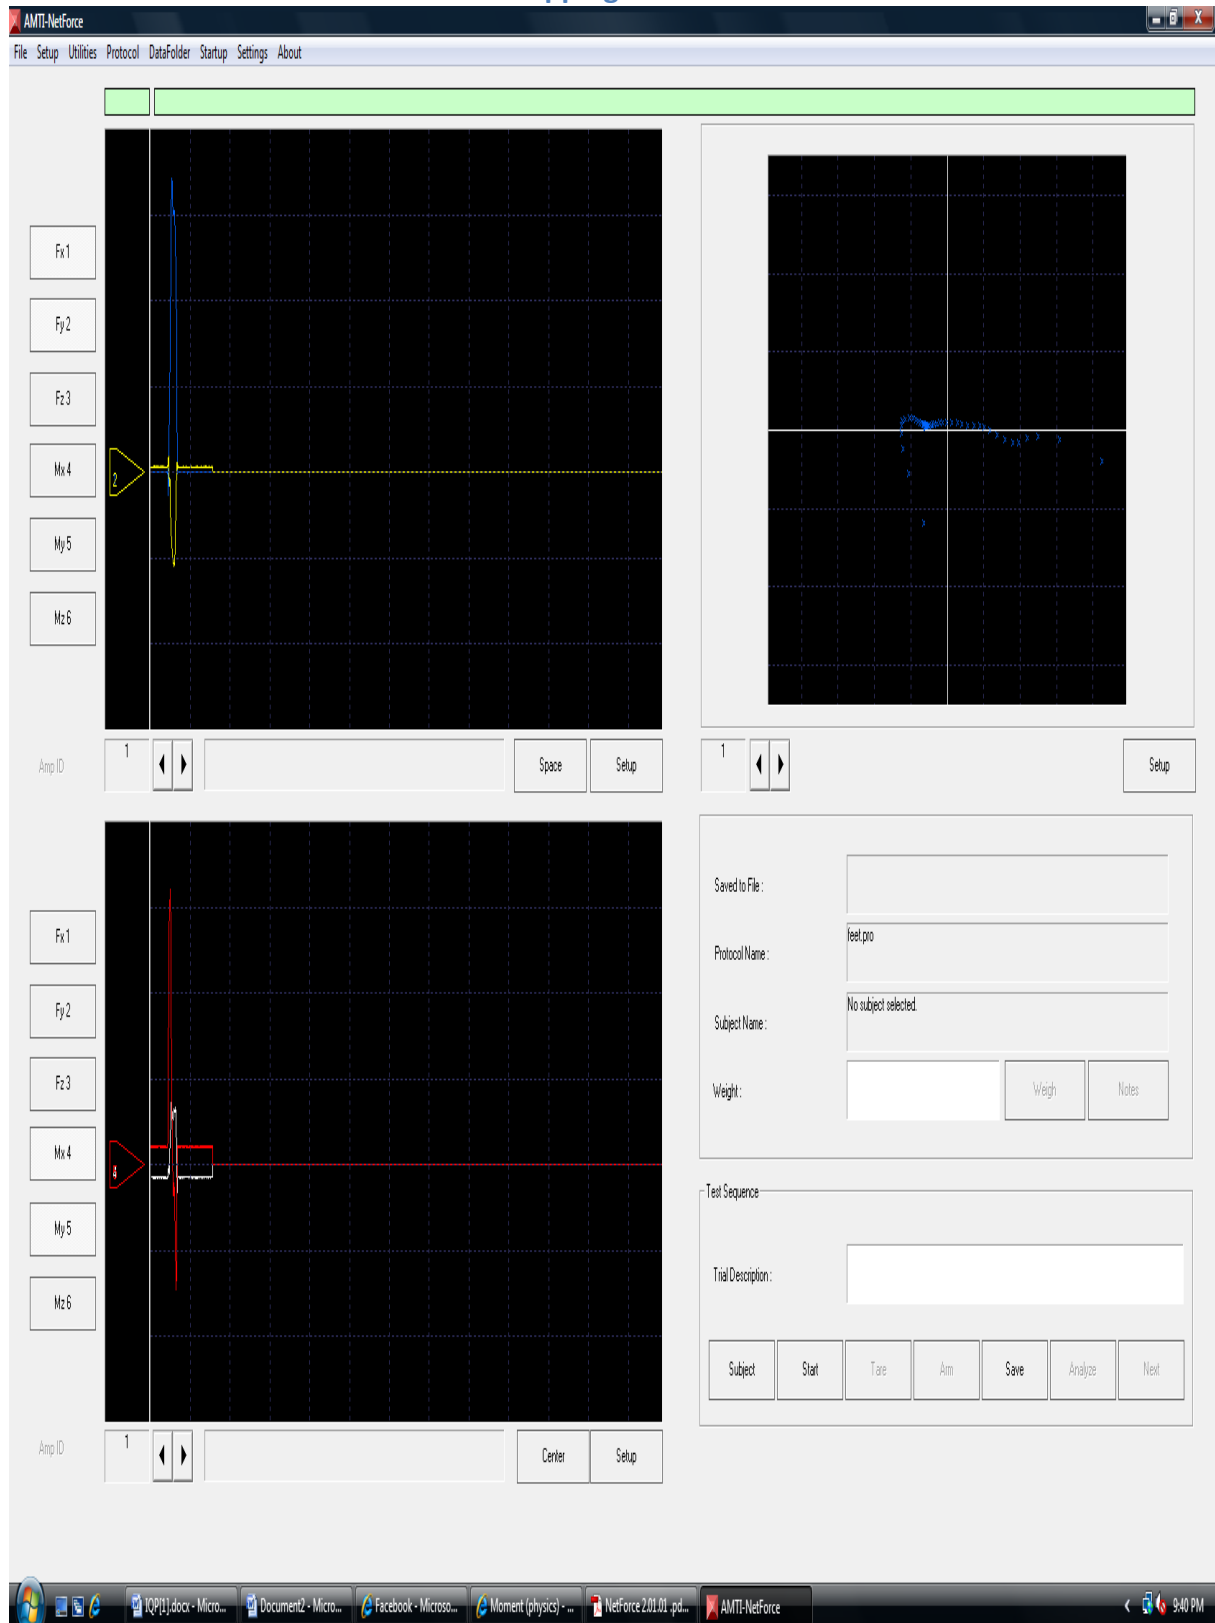 pping
AMTI-NetForce
File Setup Utilities Protocol DataFolder Startup Settings About
Fx 1
Fy 2
Fz 3
Mx 4
My 5
Mz 6
2
Amp ID
1
Space
Setup
1
Setup
Fx 1
Fy 2
Fz 3
Mx 4
My 5
Mz 6
Amp ID
1
Center
Setup
Saved to File :
Protocol Name :
feet.pro
Subject Name :
No subject selected.
Weight :
Weigh
Notes
Test Sequence
Trial Description :
Subject
Start
Tare
Arm
Save
Analyze
Next
IQP[1].docx - Micro...
Document2 - Micro...
Facebook - Microso...
Moment (physics) - ...
NetForce 2.01.01 .pd...
AMTI-NetForce
9:40 PM